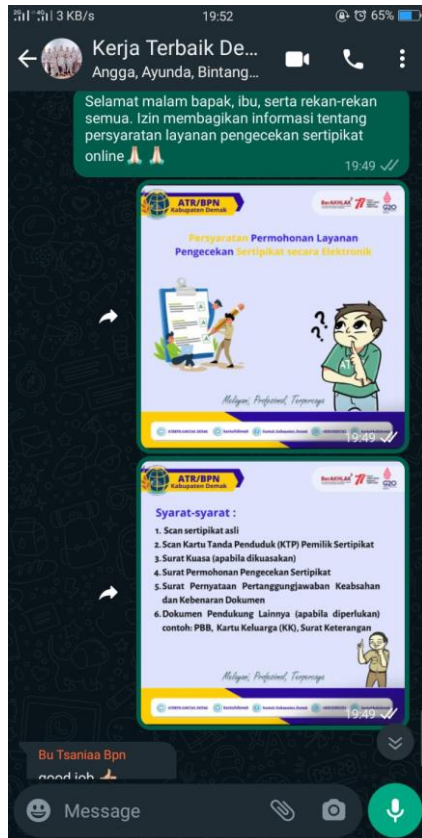 3 KB/s 19:52 65%
Kerja Terbaik De...
Angga, Ayunda, Bintang...
Selamat malam bapak, ibu, serta rekan-rekan
semua. Izin membagikan informasi tentang
persyaratan layanan pengecekan sertipikat
online
19:49
ATR/BPN
Kabupaten Demak
BerAKHLAK
G20
Persyaratan Permohonan Layanan
Pengecekan Sertipikat secara Elektronik
Melayani, Profesional, Terpercaya
19:49
ATR/BPN
Kabupaten Demak
BerAKHLAK
G20
Syarat-syarat :
1. Scan sertipikat asli
2. Scan Kartu Tanda Penduduk (KTP) Pemilik Sertipikat
3. Surat Kuasa (apabila dikuasakan)
4. Surat Permohonan Pengecekan Sertipikat
5. Surat Pernyataan Pertanggungjawaban Keabsahan
dan Kebenaran Dokumen
6. Dokumen Pendukung Lainnya (apabila diperlukan)
contoh: PBB, Kartu Keluarga (KK), Surat Keterangan
Melayani, Profesional, Terpercaya
19:49
Bu Tsaniaa Bpn
good job
Message